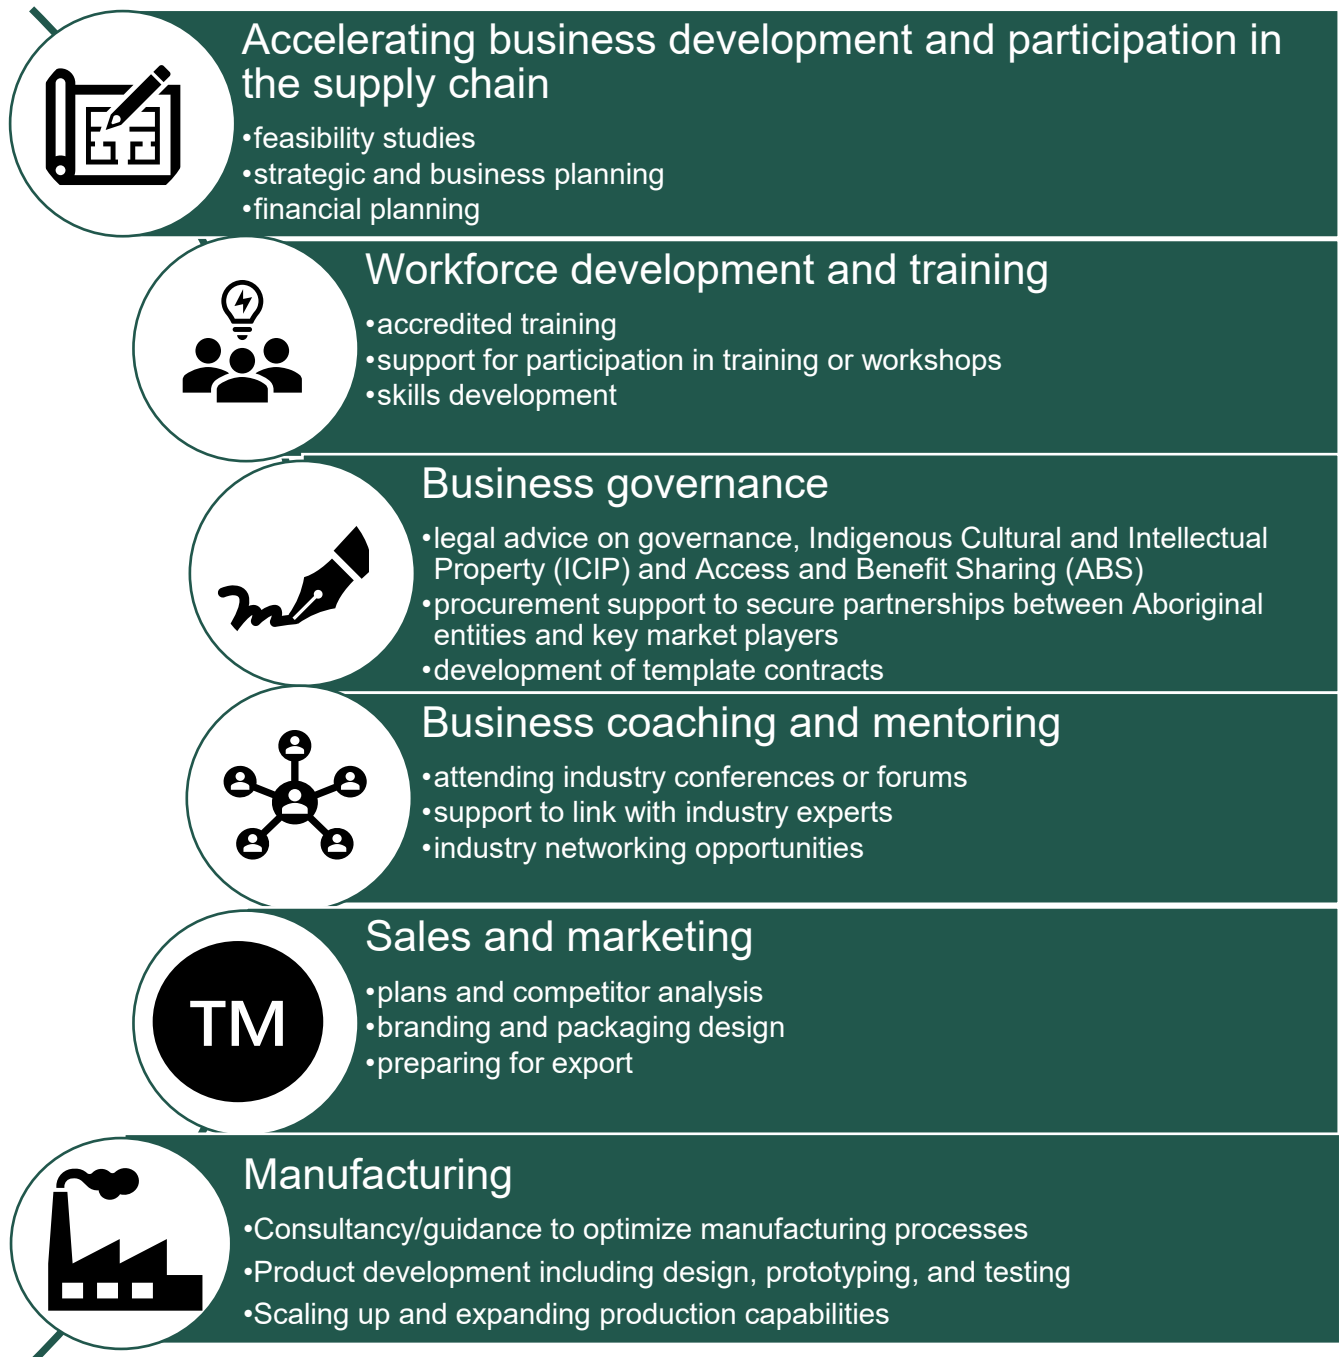 Accelerating business development and participation in
the supply chain
•feasibility studies
•strategic and business planning
•financial planning
Workforce development and training
•accredited training
•support for participation in training or workshops
•skills development
Business governance
•legal advice on governance, Indigenous Cultural and Intellectual
Property (ICIP) and Access and Benefit Sharing (ABS)
•procurement support to secure partnerships between Aboriginal
entities and key market players
•development of template contracts
Business coaching and mentoring
•attending industry conferences or forums
•support to link with industry experts
•industry networking opportunities
TM
Sales and marketing
•plans and competitor analysis
•branding and packaging design
•preparing for export
Manufacturing
•Consultancy/guidance to optimize manufacturing processes
•Product development including design, prototyping, and testing
•Scaling up and expanding production capabilities